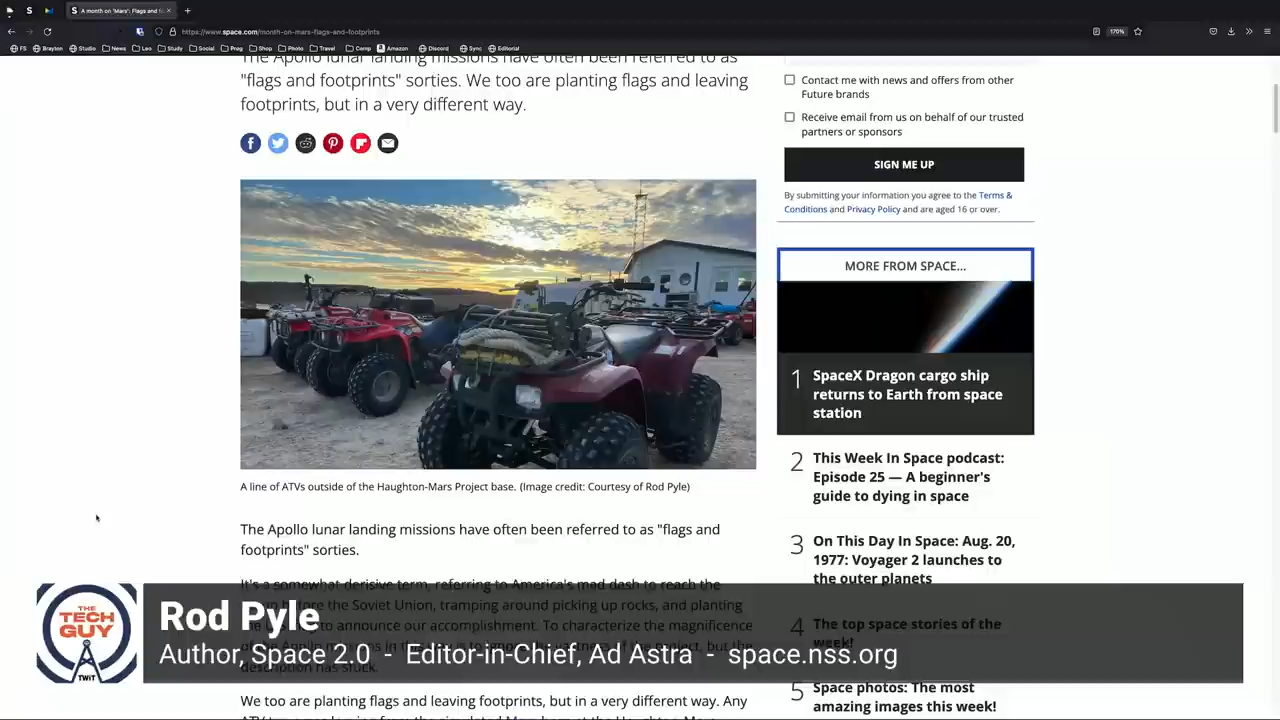 A month on "Mars": Flags and fo
https://www.space.com/month-on-mars-flags-and-footprints
170%
FS Brayton Studio News Leo Study Social Prog Shop Photo Travel Comp Amazon Discord Sync Editorial
The Apollo lunar landing missions have often been referred to as
"flags and footprints" sorties. We too are planting flags and leaving
footprints, but in a very different way.
A line of ATVs outside of the Haughton-Mars Project base. (Image credit: Courtesy of Rod Pyle)
The Apollo lunar landing missions have often been referred to as "flags and
footprints" sorties.
It's a somewhat derisive term, referring to America's mad dash to reach the
before the Soviet Union, tramping around picking up rocks, and planting
to announce our accomplishment. To characterize the magnificence
We too are planting flags and leaving footprints, but in a very different way. Any
Contact me with news and offers from other
Future brands
Receive email from us on behalf of our trusted
partners or sponsors
SIGN ME UP
By submitting your information you agree to the Terms &
Conditions and Privacy Policy and are aged 16 or over.
MORE FROM SPACE...
1 SpaceX Dragon cargo ship
returns to Earth from space
station
2 This Week In Space podcast:
Episode 25 — A beginner's
guide to dying in space
3 On This Day In Space: Aug. 20,
1977: Voyager 2 launches to
the outer planets
4 The top space stories of the
week!
5 Space photos: The most
amazing images this week!
THE
TECH
GUY
TWiT
Rod Pyle
Author, Space 2.0 - Editor-in-Chief, Ad Astra - space.nss.org